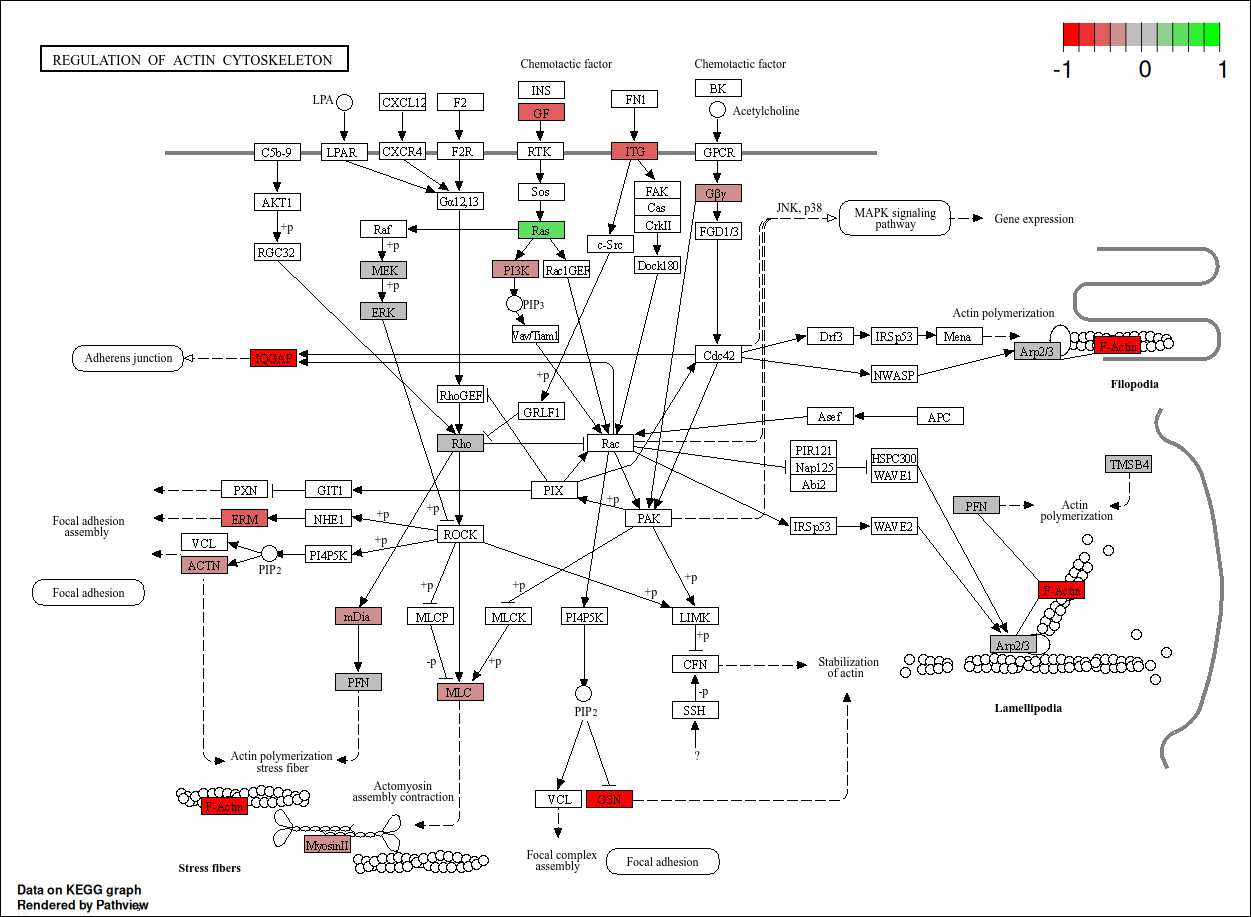 REGULATION OF ACTIN CYTOSKELETON
-1 0 1
Chemotactic factor
Chemotactic factor
LPA
CXCL12
F2
INS
GF
FN1
BK
Acetylcholine
C5b-9
LPAR
CXCR4
F2R
RTK
ITG
GPCR
AKT1
+p
RGC32
Gα12,13
Sos
Ras
FAK
Cas
CrkII
Dock180
c-Src
Gβγ
FGD1/3
JNK, p38
MAPK signaling
pathway
Gene expression
Raf
+p
MEK
+p
ERK
PI3K
Rac1GEF
PIP3
Vav/Tiam1
Adherens junction
IQGAP
Cdc42
Drf3
IRSp53
Mena
Actin polymerization
Arp2/3
F-Actin
NWASP
Filopodia
+p
RhoGEF
GRLF1
Asef
APC
Rho
Rac
PIR121
Nap125
Abi2
HSPC300
WAVE1
TMSB4
PXN
GIT1
PIX
+p
PAK
PFN
Actin
polymerization
Focal adhesion
assembly
ERM
NHE1
+p
+p
ROCK
IRSp53
WAVE2
VCL
ACTN
PIP2
PI4P5K
+p
Focal adhesion
+p
+p
+p
+p
F-Actin
mDia
MLCP
MLCK
PI4P5K
LIMK
Arp2/3
+p
-p
+p
CFN
Stabilization
of actin
PFN
MLC
-p
SSH
PIP2
?
Lamellipodia
Actin polymerization
stress fiber
Actomyosin
assembly contraction
F-Actin
VCL
GSN
MyosinII
Stress fibers
Focal complex
assembly
Focal adhesion
Data on KEGG graph
Rendered by Pathview